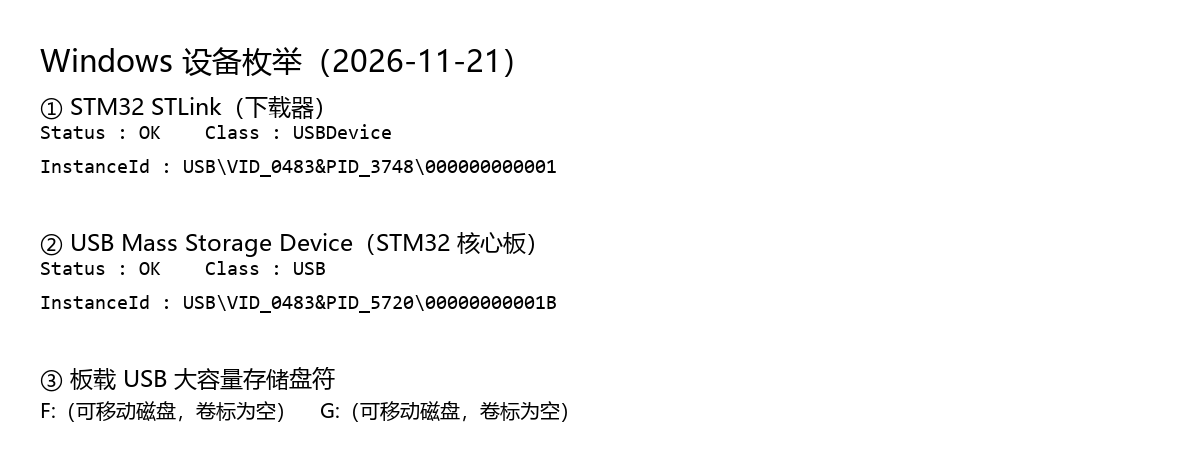 Windows 设备枚举（2026-11-21）
① STM32 STLink（下载器）
Status : OK    Class : USBDevice
InstanceId : USB\VID_0483&PID_3748\000000000001
② USB Mass Storage Device（STM32 核心板）
Status : OK    Class : USB
InstanceId : USB\VID_0483&PID_5720\00000000001B
③ 板载 USB 大容量存储盘符
F:（可移动磁盘，卷标为空）    G:（可移动磁盘，卷标为空）